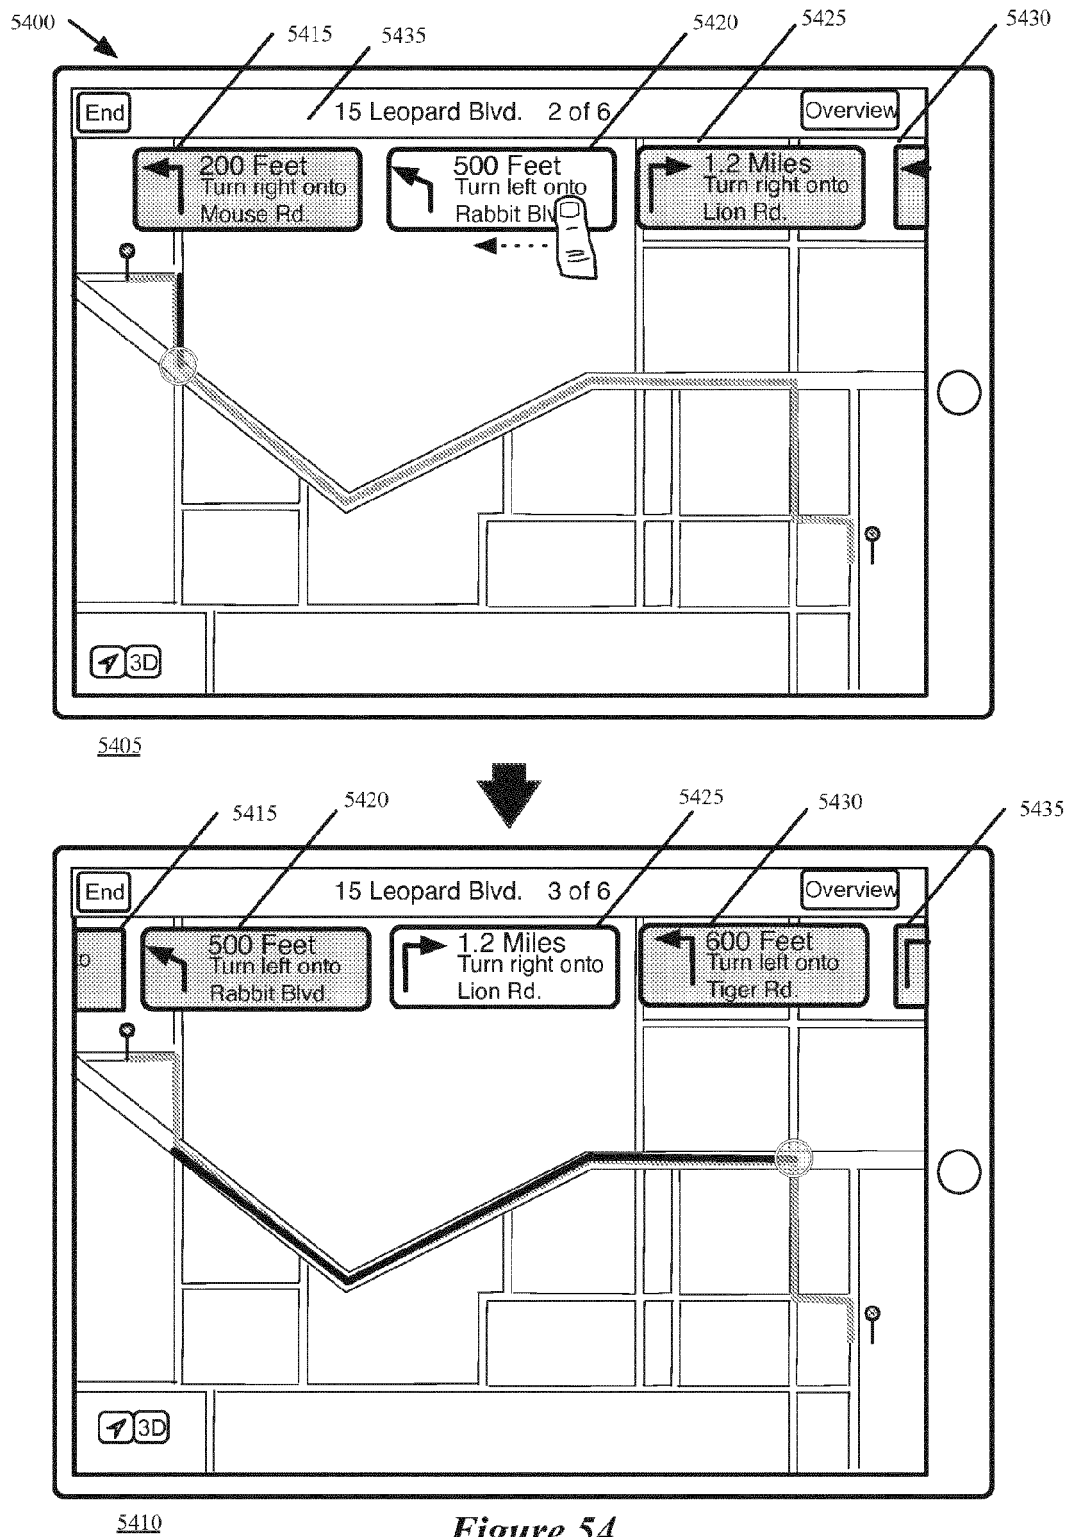 5400
5415
5435
5420
5425
5430
End
15 Leopard Blvd. 2 of 6
Overview
200 Feet
Turn right onto
Mouse Rd.
500 Feet
Turn left onto
Rabbit Blv
1.2 Miles
Turn right onto
Lion Rd.
3D
5405
5415
5420
5425
5430
5435
End
15 Leopard Blvd. 3 of 6
Overview
o
500 Feet
Turn left onto
Rabbit Blvd
1.2 Miles
Turn right onto
Lion Rd.
600 Feet
Turn left onto
Tiger Rd
3D
5410
Figure 54